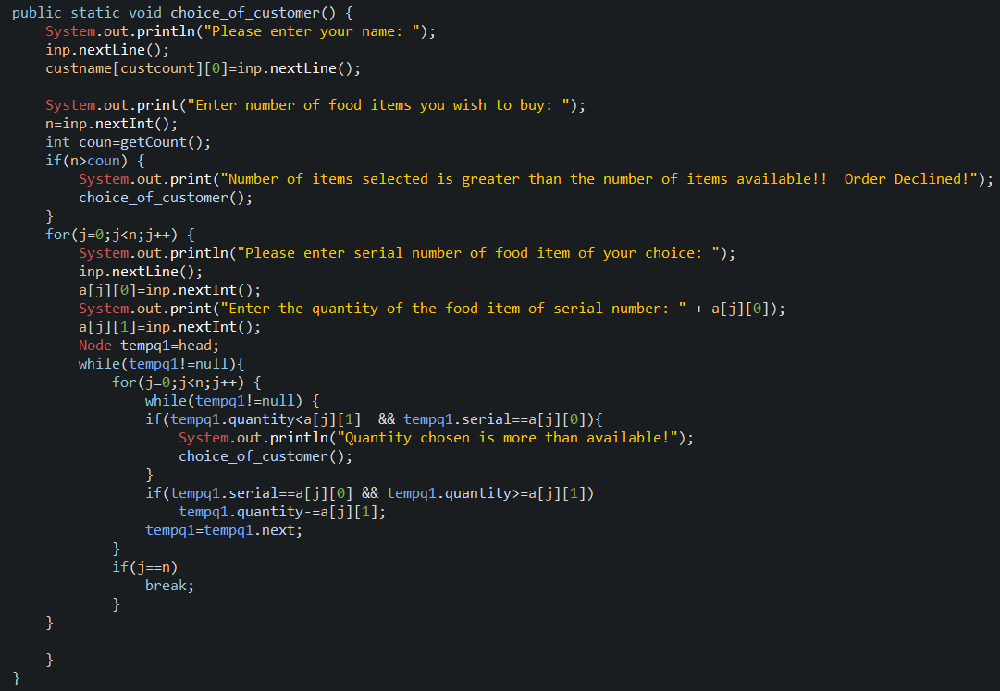 public static void choice_of_customer() {
    System.out.println("Please enter your name: ");
    inp.nextLine();
    custname[custcount][0]=inp.nextLine();

    System.out.print("Enter number of food items you wish to buy: ");
    n=inp.nextInt();
    int coun=getCount();
    if(n>coun) {
        System.out.print("Number of items selected is greater than the number of items available!!  Order Declined!");
        choice_of_customer();
    }
    for(j=0;j<n;j++) {
        System.out.println("Please enter serial number of food item of your choice: ");
        inp.nextLine();
        a[j][0]=inp.nextInt();
        System.out.print("Enter the quantity of the food item of serial number: " + a[j][0]);
        a[j][1]=inp.nextInt();
        Node tempq1=head;
        while(tempq1!=null){
            for(j=0;j<n;j++) {
                while(tempq1!=null) {
                if(tempq1.quantity<a[j][1]  && tempq1.serial==a[j][0]){
                    System.out.println("Quantity chosen is more than available!");
                    choice_of_customer();
                }
                if(tempq1.serial==a[j][0] && tempq1.quantity>=a[j][1])
                    tempq1.quantity-=a[j][1];
                tempq1=tempq1.next;
            }
            if(j==n)
                break;
            }
    }

    }
}